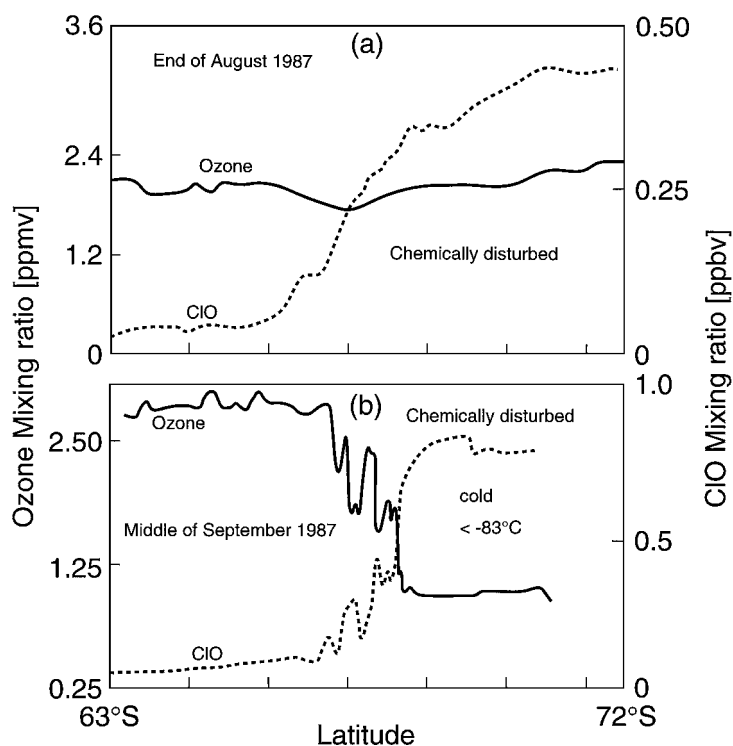 3.6
(a)
0.50
End of August 1987
2.4
Ozone
0.25
1.2
Chemically disturbed
ClO
0
0
Ozone Mixing ratio [ppmv]
ClO Mixing ratio [ppbv]
(b)
1.0
Chemically disturbed
Ozone
2.50
cold
< -83°C
Middle of September 1987
0.5
1.25
ClO
0.25
0
63°S
Latitude
72°S